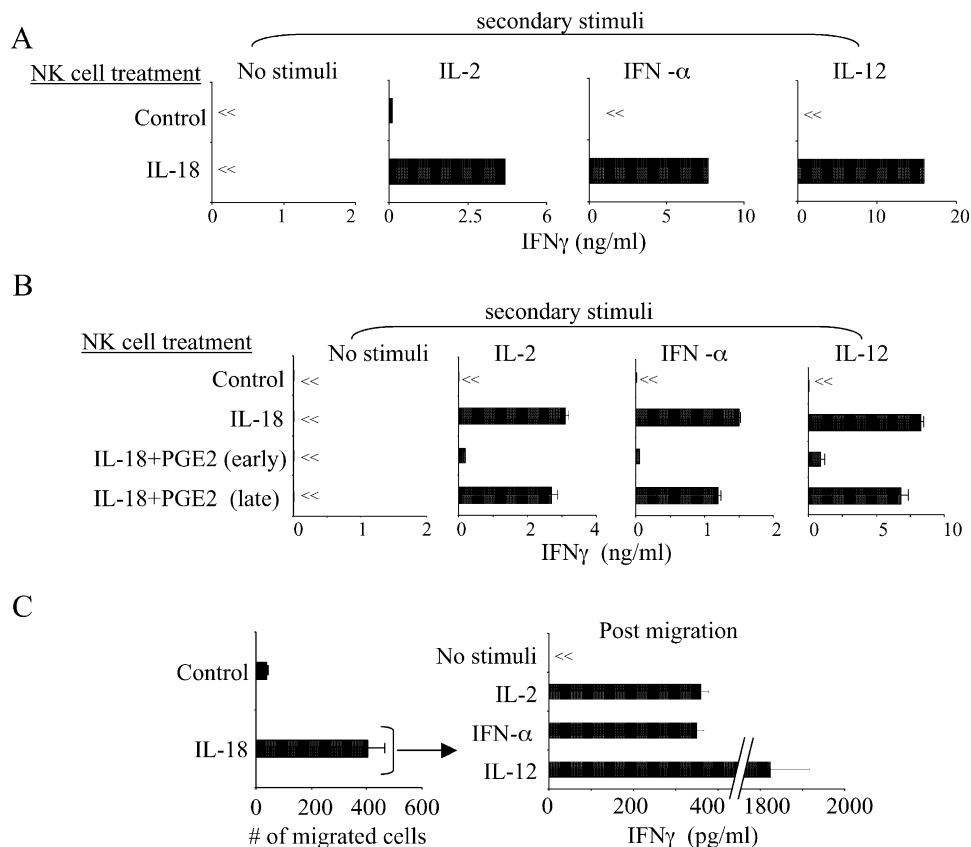 A
secondary stimuli
NK cell treatment
No stimuli
IL-2
IFN -α
IL-12
Control
<<
<<
<<
IL-18
<<
0 1 2
0 2.5 6
0 5 10
0 10 20
IFNγ (ng/ml)
B
secondary stimuli
NK cell treatment
No stimuli
IL-2
IFN -α
IL-12
Control
<<
<<
<<
<<
IL-18
<<
IL-18+PGE2 (early)
<<
IL-18+PGE2 (late)
<<
0 1 2
0 2 4
0 1 2
0 5 10
IFNγ (ng/ml)
C
Control
IL-18
0 200 400 600
# of migrated cells
Post migration
No stimuli
<<
IL-2
IFN-α
IL-12
0 200 400 1800 2000
IFNγ (pg/ml)